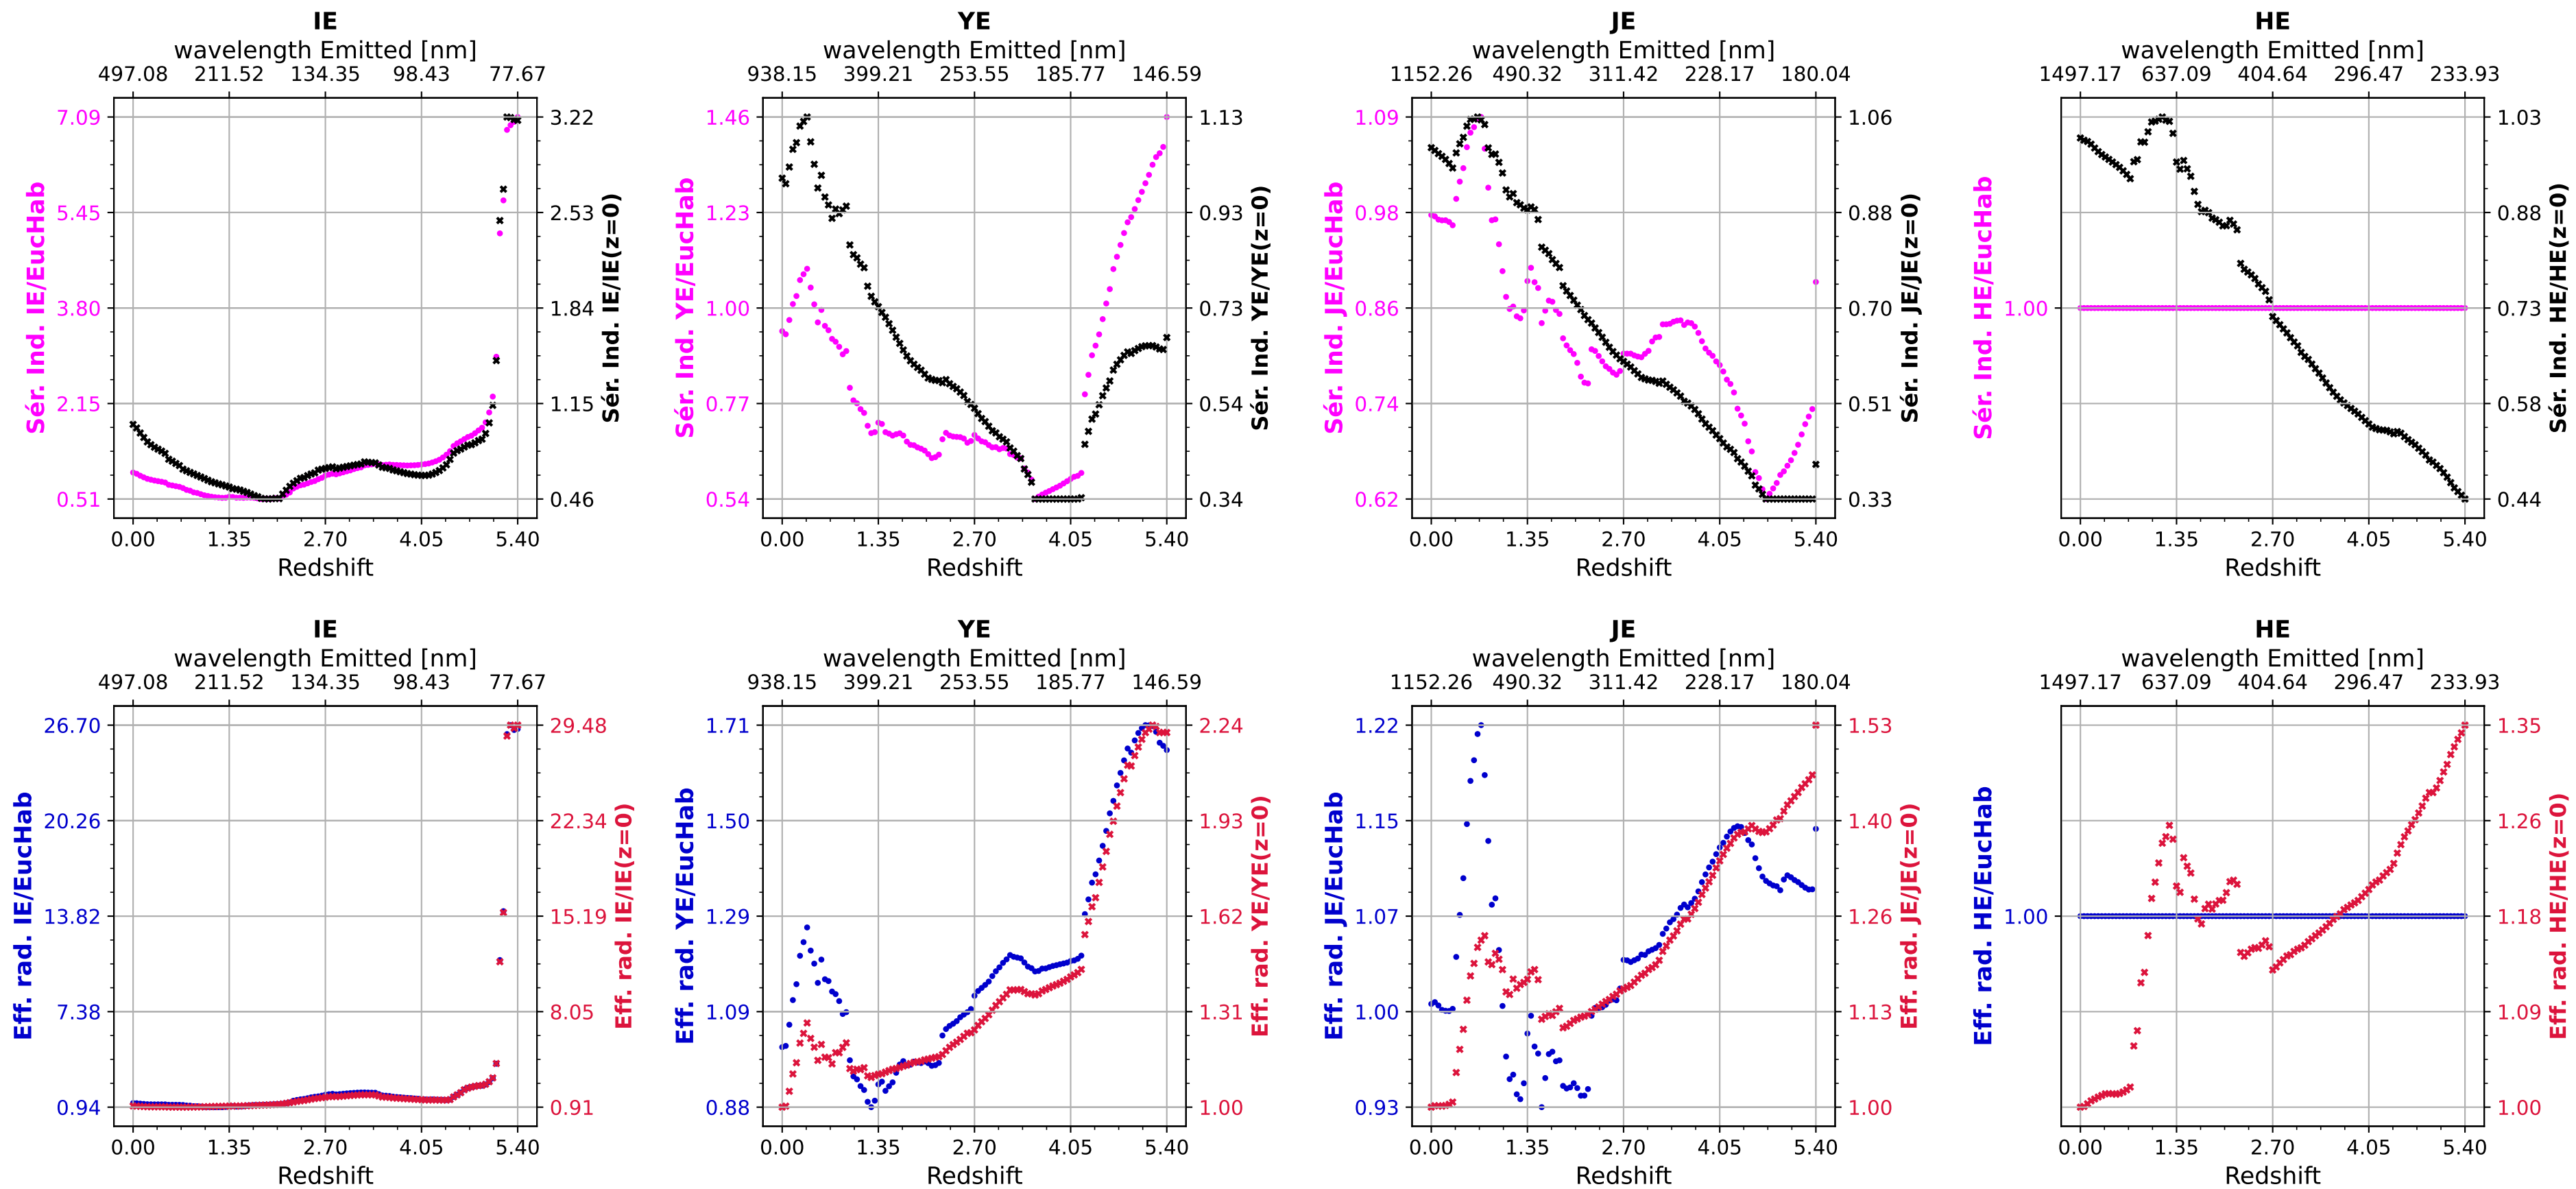 IE
wavelength Emitted [nm]
497.08 211.52 134.35 98.43 77.67
Sér. Ind. IE/EucHab
7.09
5.45
3.80
2.15
0.51
3.22
2.53
1.84
1.15
0.46
Sér. Ind. IE/IE(z=0)
0.00 1.35 2.70 4.05 5.40
Redshift
YE
wavelength Emitted [nm]
938.15 399.21 253.55 185.77 146.59
Sér. Ind. YE/EucHab
1.46
1.23
1.00
0.77
0.54
1.13
0.93
0.73
0.54
0.34
Sér. Ind. YE/YE(z=0)
0.00 1.35 2.70 4.05 5.40
Redshift
JE
wavelength Emitted [nm]
1152.26 490.32 311.42 228.17 180.04
Sér. Ind. JE/EucHab
1.09
0.98
0.86
0.74
0.62
1.06
0.88
0.70
0.51
0.33
Sér. Ind. JE/JE(z=0)
0.00 1.35 2.70 4.05 5.40
Redshift
HE
wavelength Emitted [nm]
1497.17 637.09 404.64 296.47 233.93
Sér. Ind. HE/EucHab
1.00
1.03
0.88
0.73
0.58
0.44
Sér. Ind. HE/HE(z=0)
0.00 1.35 2.70 4.05 5.40
Redshift
IE
wavelength Emitted [nm]
497.08 211.52 134.35 98.43 77.67
Eff. rad. IE/EucHab
26.70
20.26
13.82
7.38
0.94
29.48
22.34
15.19
8.05
0.91
Eff. rad. IE/IE(z=0)
0.00 1.35 2.70 4.05 5.40
Redshift
YE
wavelength Emitted [nm]
938.15 399.21 253.55 185.77 146.59
Eff. rad. YE/EucHab
1.71
1.50
1.29
1.09
0.88
2.24
1.93
1.62
1.31
1.00
Eff. rad. YE/YE(z=0)
0.00 1.35 2.70 4.05 5.40
Redshift
JE
wavelength Emitted [nm]
1152.26 490.32 311.42 228.17 180.04
Eff. rad. JE/EucHab
1.22
1.15
1.07
1.00
0.93
1.53
1.40
1.26
1.13
1.00
Eff. rad. JE/JE(z=0)
0.00 1.35 2.70 4.05 5.40
Redshift
HE
wavelength Emitted [nm]
1497.17 637.09 404.64 296.47 233.93
Eff. rad. HE/EucHab
1.00
1.35
1.26
1.18
1.09
1.00
Eff. rad. HE/HE(z=0)
0.00 1.35 2.70 4.05 5.40
Redshift